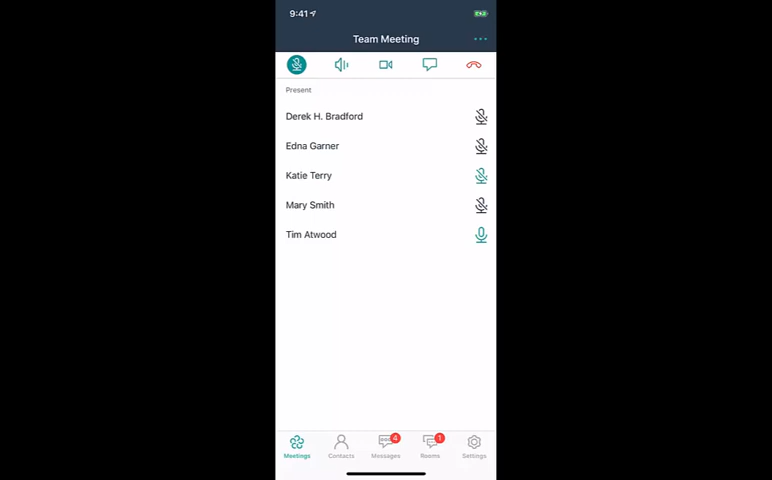 9:41
Team Meeting
Present
Derek H. Bradford
Edna Garner
Katie Terry
Mary Smith
Tim Atwood
4
1
Meetings
Contacts
Messages
Rooms
Settings